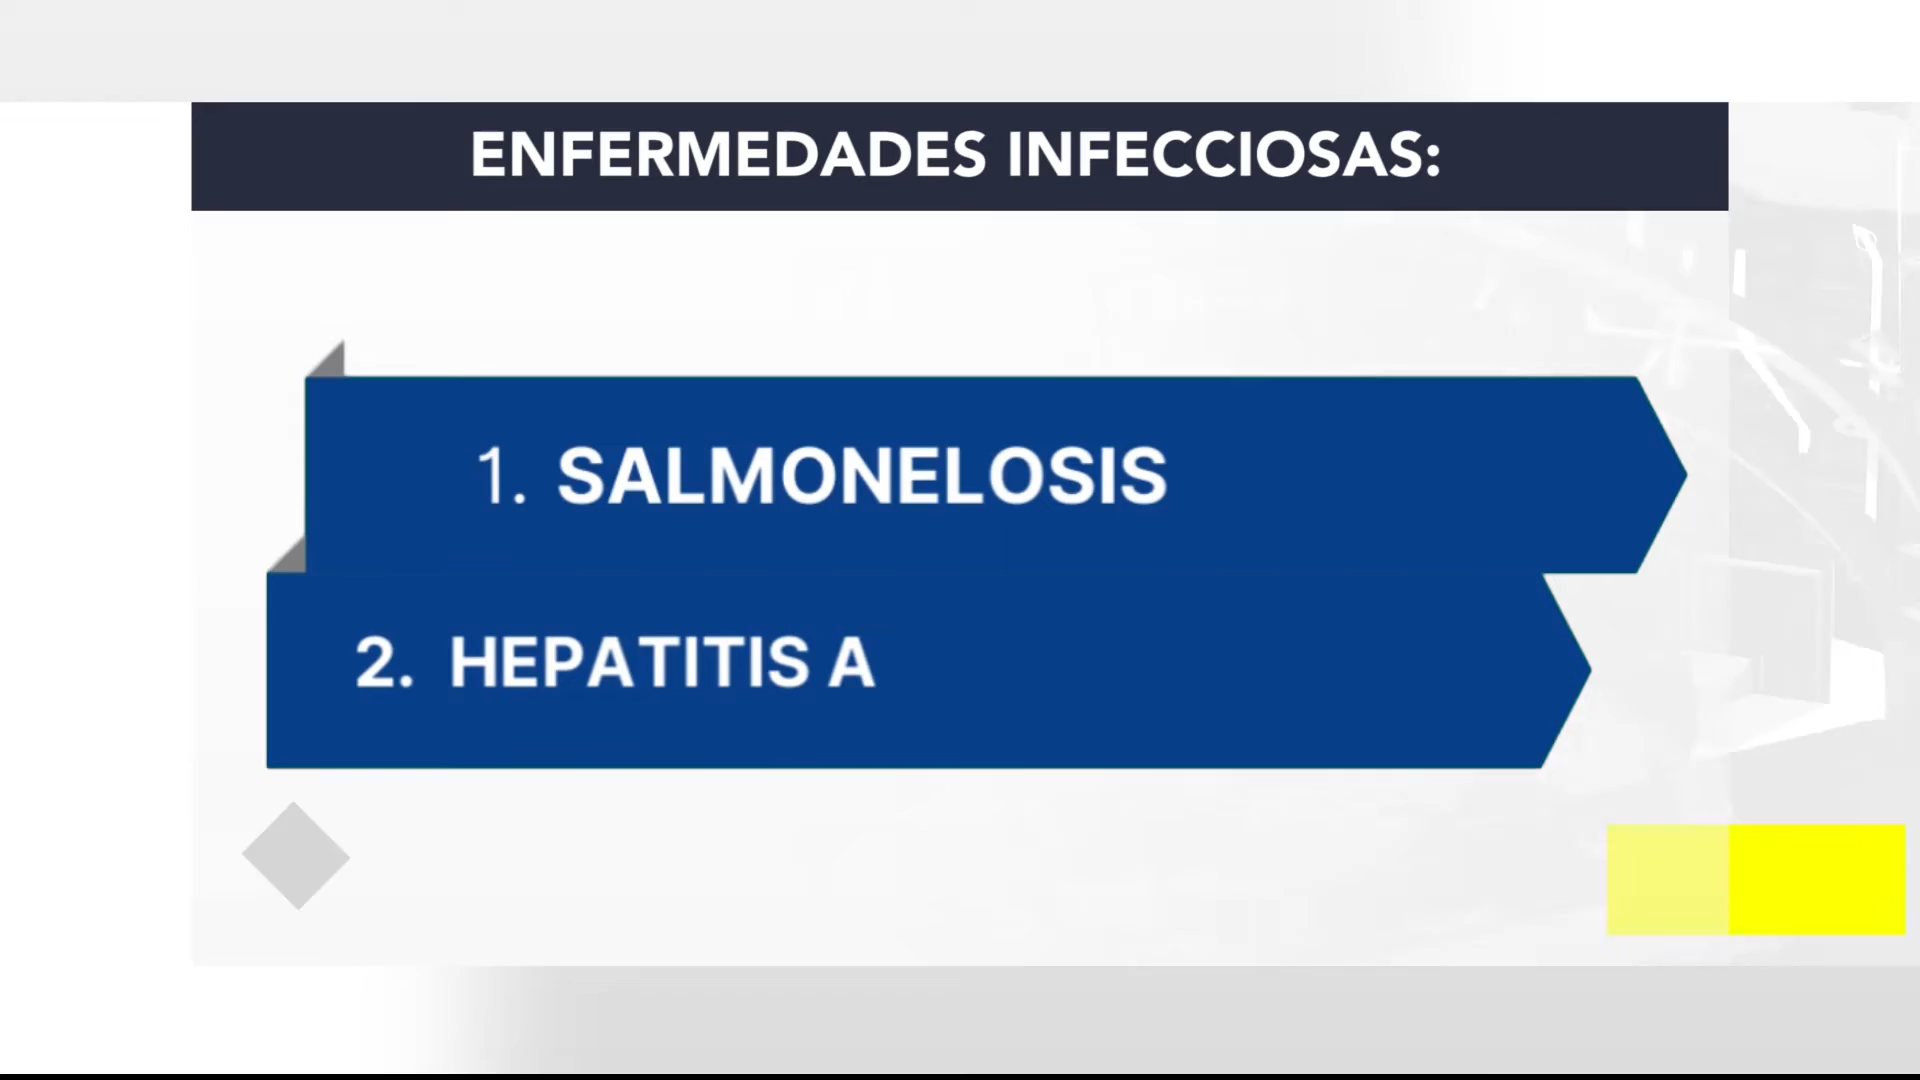 ENFERMEDADES INFECCIOSAS:
1. SALMONELOSIS
2. HEPATITIS A